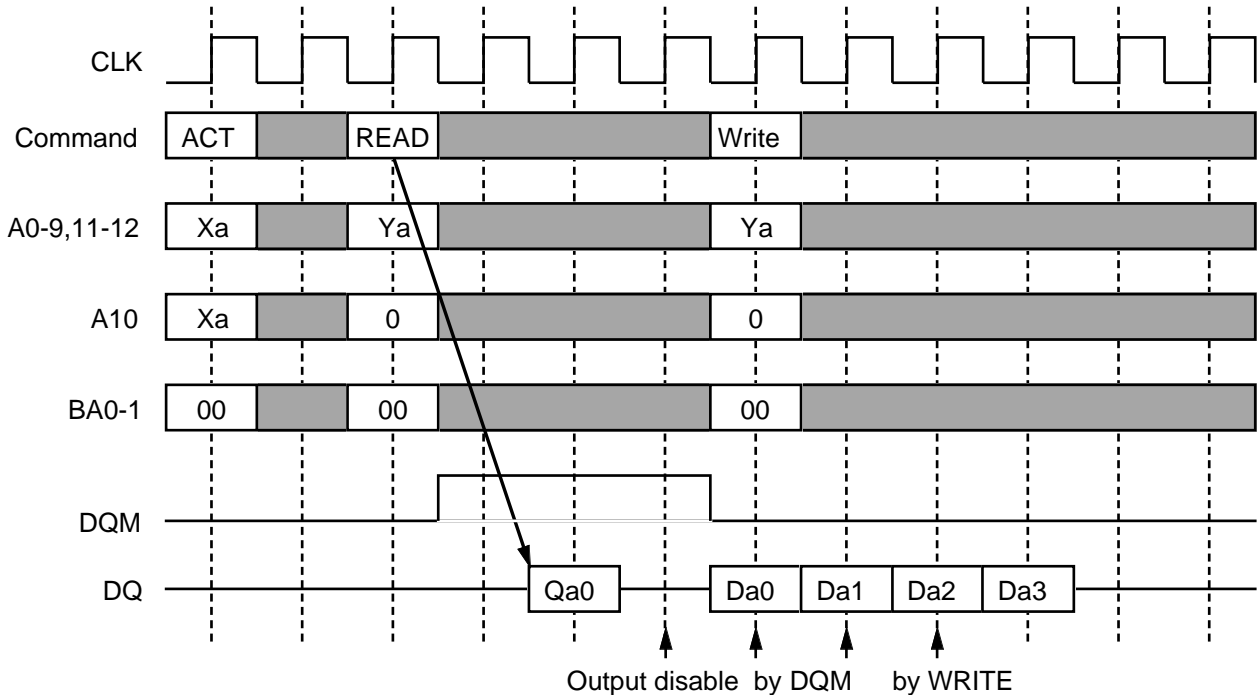 CLK
Command ACT READ Write
A0-9,11-12 Xa Ya Ya
A10 Xa 0 0
BA0-1 00 00 00
DQM
DQ Qa0 Da0 Da1 Da2 Da3
Output disable by DQM by WRITE